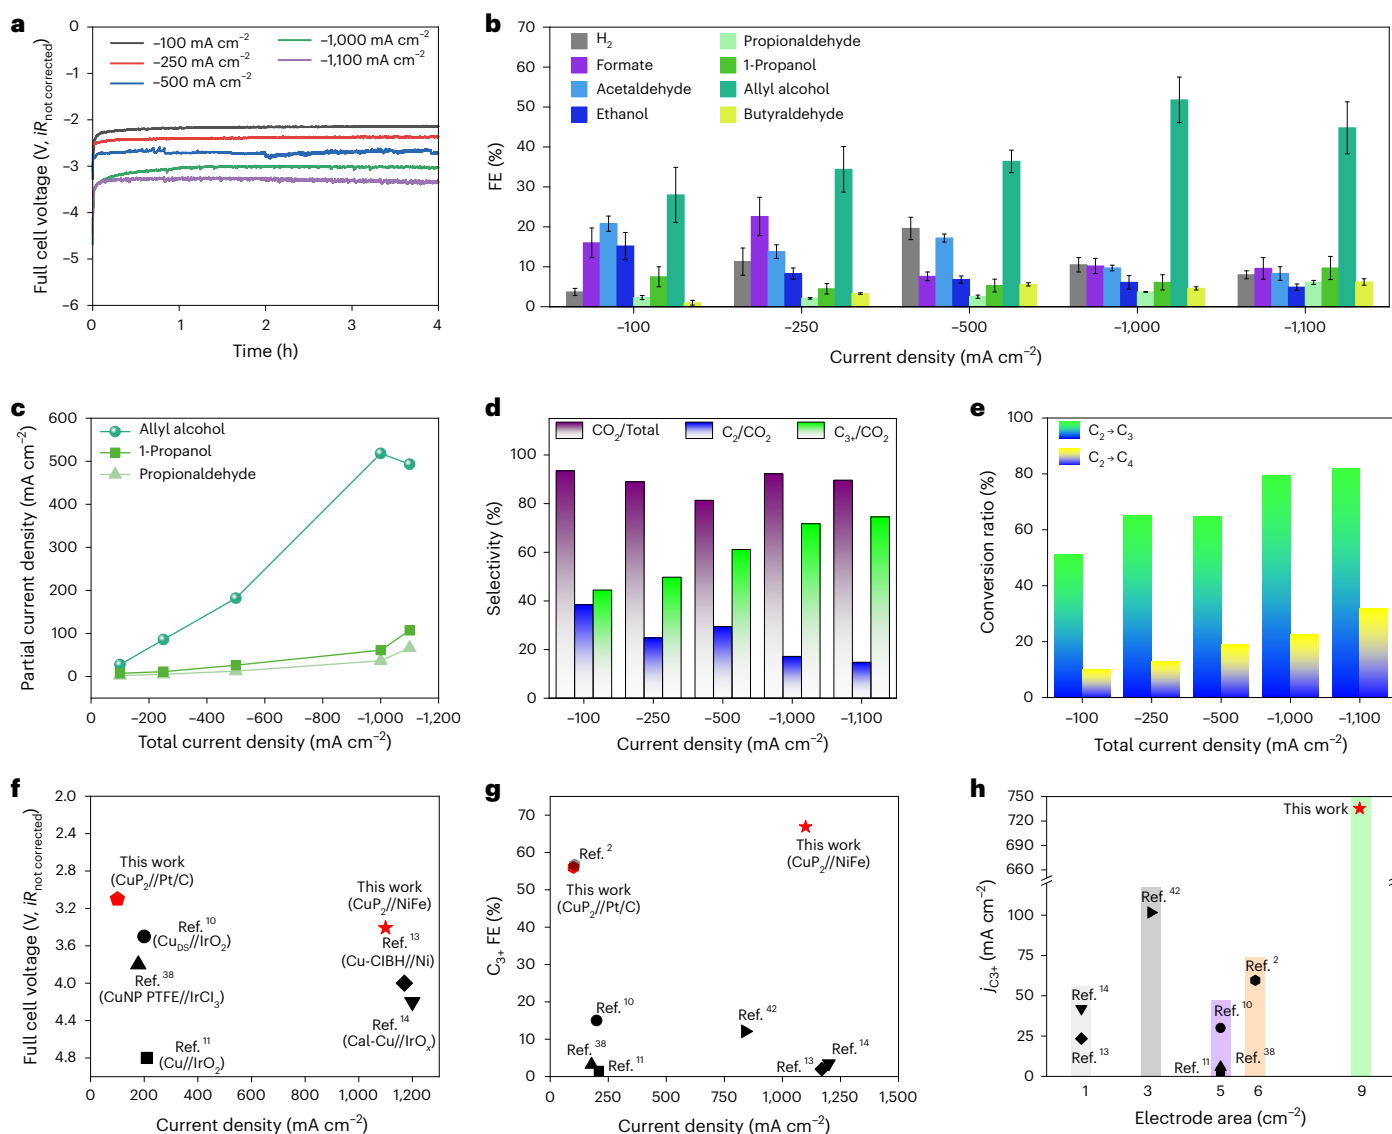 a
Full cell voltage (V, iR not corrected)
0
−1
−2
−3
−4
−5
−6
−100 mA cm⁻²
−250 mA cm⁻²
−500 mA cm⁻²
−1,000 mA cm⁻²
−1,100 mA cm⁻²
0 1 2 3 4
Time (h)
b
FE (%)
70
60
50
40
30
20
10
0
H₂
Formate
Acetaldehyde
Ethanol
Propionaldehyde
1-Propanol
Allyl alcohol
Butyraldehyde
−100 −250 −500 −1,000 −1,100
Current density (mA cm⁻²)
c
Partial current density (mA cm⁻²)
600
500
400
300
200
100
0
Allyl alcohol
1-Propanol
Propionaldehyde
0 −200 −400 −600 −800 −1,000 −1,200
Total current density (mA cm⁻²)
d
Selectivity (%)
100
80
60
40
20
0
CO₂/Total C₂/CO₂ C₃₊/CO₂
−100 −250 −500 −1,000 −1,100
Current density (mA cm⁻²)
e
Conversion ratio (%)
100
80
60
40
20
0
C₂→C₃
C₂→C₄
−100 −250 −500 −1,000 −1,100
Total current density (mA cm⁻²)
f
Full cell voltage (V, iR not corrected)
2.0
2.4
2.8
3.2
3.6
4.0
4.4
4.8
This work
(CuP₂//Pt/C)
Ref. ¹⁰
(Cu_DS//IrO₂)
Ref. ³⁸
(CuNP PTFE//IrCl₃)
Ref. ¹¹
(Cu//IrO₂)
This work
(CuP₂//NiFe)
Ref. ¹³
(Cu-CIBH//Ni)
Ref. ¹⁴
(Cal-Cu//IrOₓ)
0 200 400 600 800 1,000 1,200
Current density (mA cm⁻²)
g
C₃₊ FE (%)
70
60
50
40
30
20
10
0
Ref. ²
This work
(CuP₂//Pt/C)
This work
(CuP₂//NiFe)
Ref. ¹⁰
Ref. ³⁸
Ref. ¹¹
Ref. ⁴²
Ref. ¹³
Ref. ¹⁴
0 250 500 750 1,000 1,250 1,500
Current density (mA cm⁻²)
h
j C3+ (mA cm⁻²)
750
720
690
660
100
75
50
25
0
This work
Ref. ⁴²
Ref. ²
Ref. ¹⁴
Ref. ¹³
Ref. ¹⁰
Ref. ¹¹
Ref. ³⁸
1 3 5 6 9
Electrode area (cm⁻²)